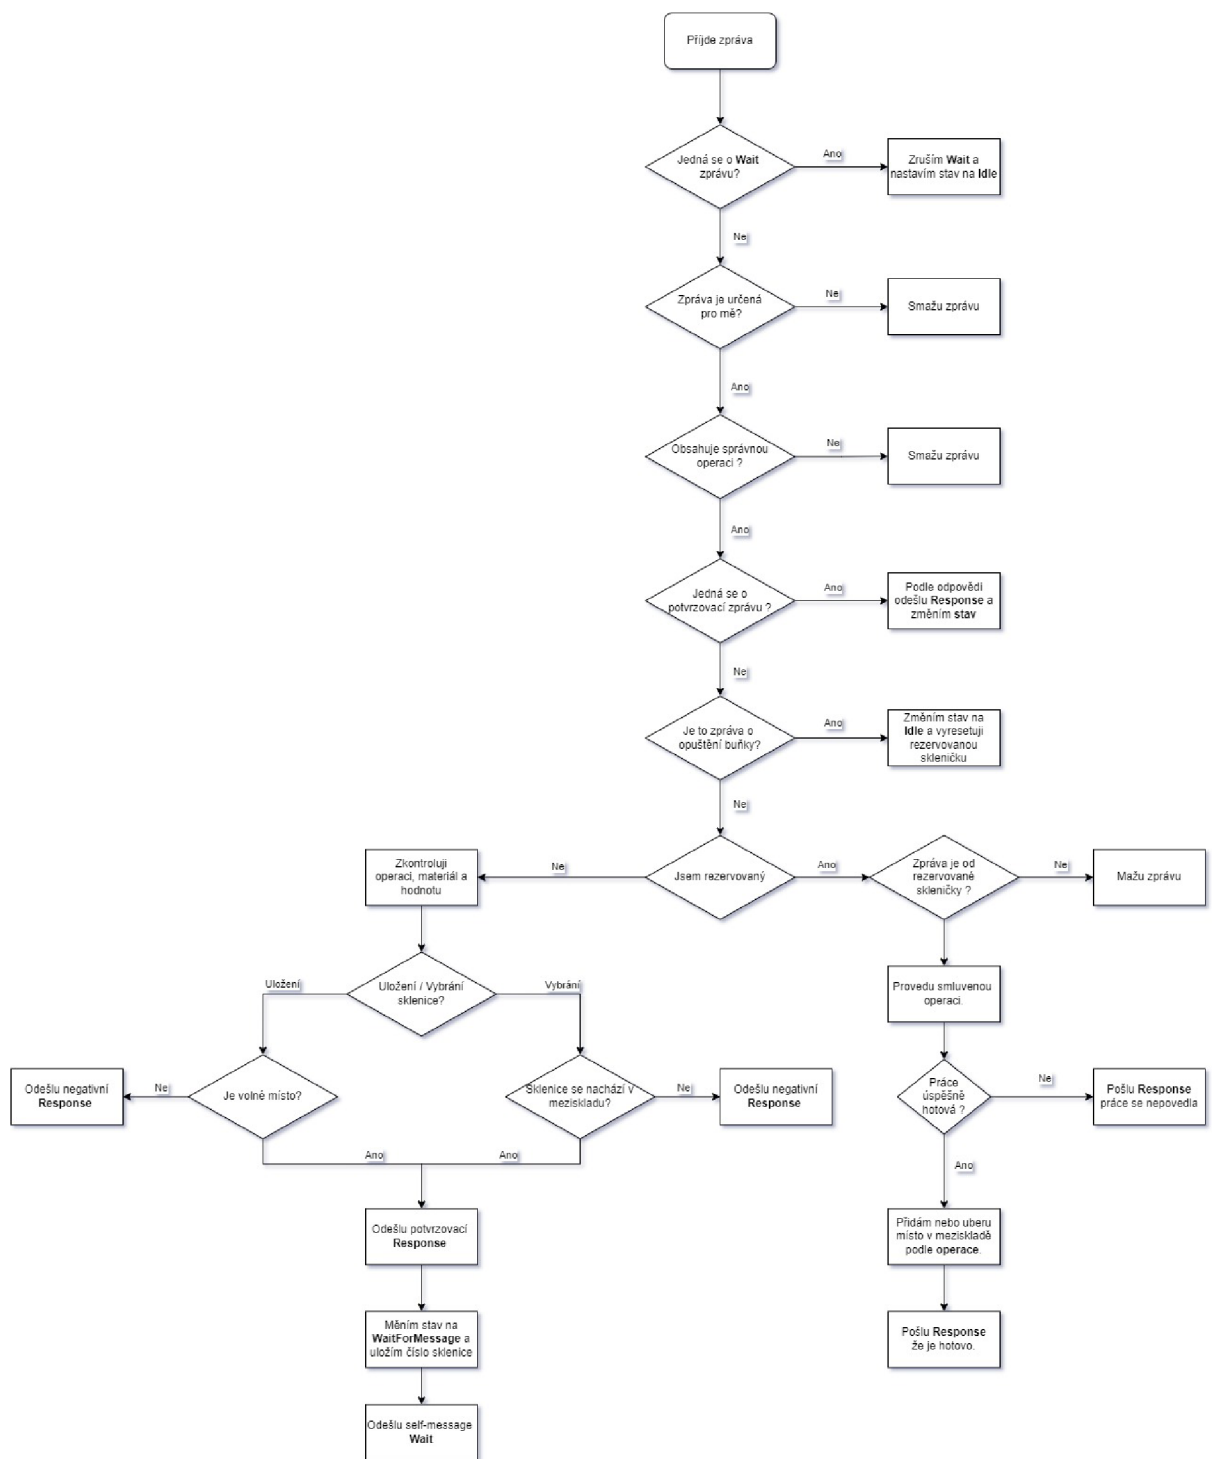 Příjde zpráva
Jedná se o Wait
zprávu?
Ano
Zruším Wait a
nastavím stav na Idle
Ne
Zpráva je určená
pro mě?
Ne
Smažu zprávu
Ano
Obsahuje správnou
operaci ?
Ne
Smažu zprávu
Ano
Jedná se o
potvrzovací zprávu ?
Ano
Podle odpovědi
odešlu Response a
změním stav
Ne
Je to zpráva o
opuštění buňky?
Ano
Změním stav na
Idle a vyresetuji
rezervovanou
skleničku
Ne
Jsem rezervovaný
Ne
Zkontroluji
operaci, materiál a
hodnotu
Ano
Zpráva je od
rezervované
skleničky ?
Ne
Mažu zprávu
Uložení / Vybrání
sklenice?
Uložení
Vybrání
Je volné místo?
Ne
Odešlu negativní
Response
Sklenice se nachází v
meziskladu?
Ne
Odešlu negativní
Response
Ano
Ano
Odešlu potvrzovací
Response
Měním stav na
WaitForMessage a
uložím číslo sklenice
Odešlu self-message
Wait
Provedu smluvenou
operaci.
Práce
úspěšně
hotová ?
Ne
Pošlu Response
práce se nepovedla
Ano
Přidám nebo uberu
místo v meziskladě
podle operace.
Pošlu Response
že je hotovo.